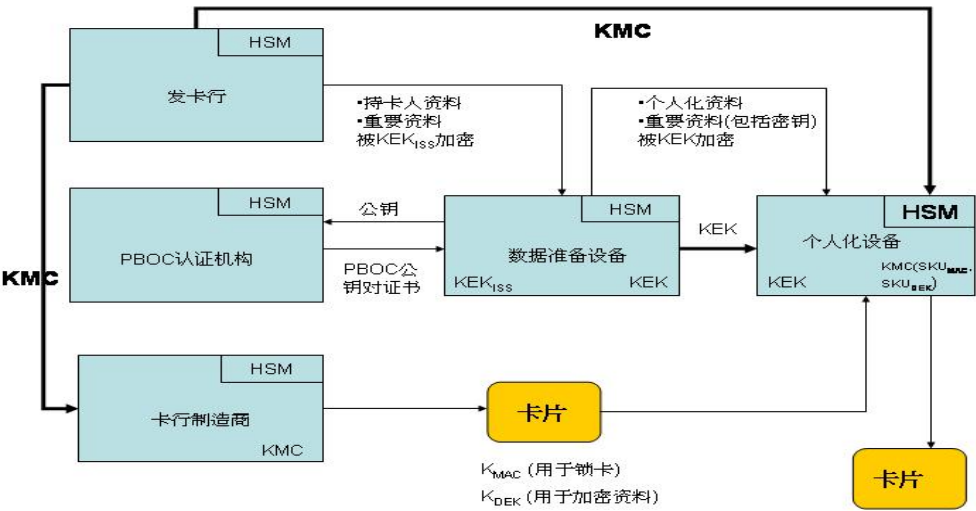 KMC
HSM
发卡行
•持卡人资料
•重要资料
被KEKISS加密
•个人化资料
•重要资料(包括密钥)
被KEK加密
HSM
PBOC认证机构
公钥
PBOC公
钥对证书
HSM
数据准备设备
KEKISS
KEK
KEK
HSM
个人化设备
KMC(SKUMAC,
SKUDEK)
KEK
KMC
HSM
卡行制造商
KMC
卡片
KMAC (用于锁卡)
KDEK (用于加密资料)
卡片